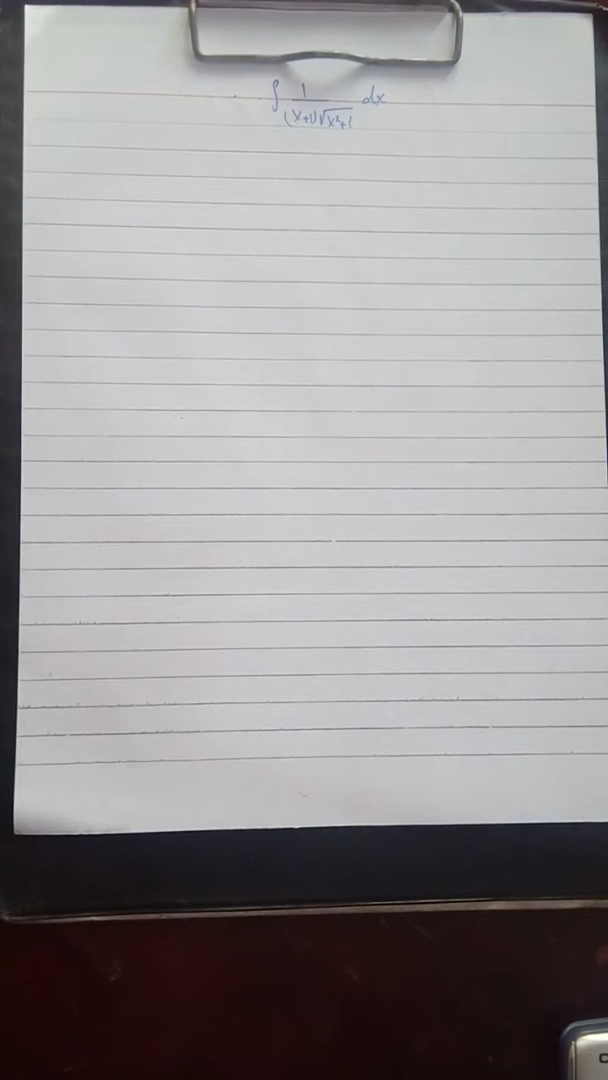 ∫ 1/((x+1)√(x²+1)) dx